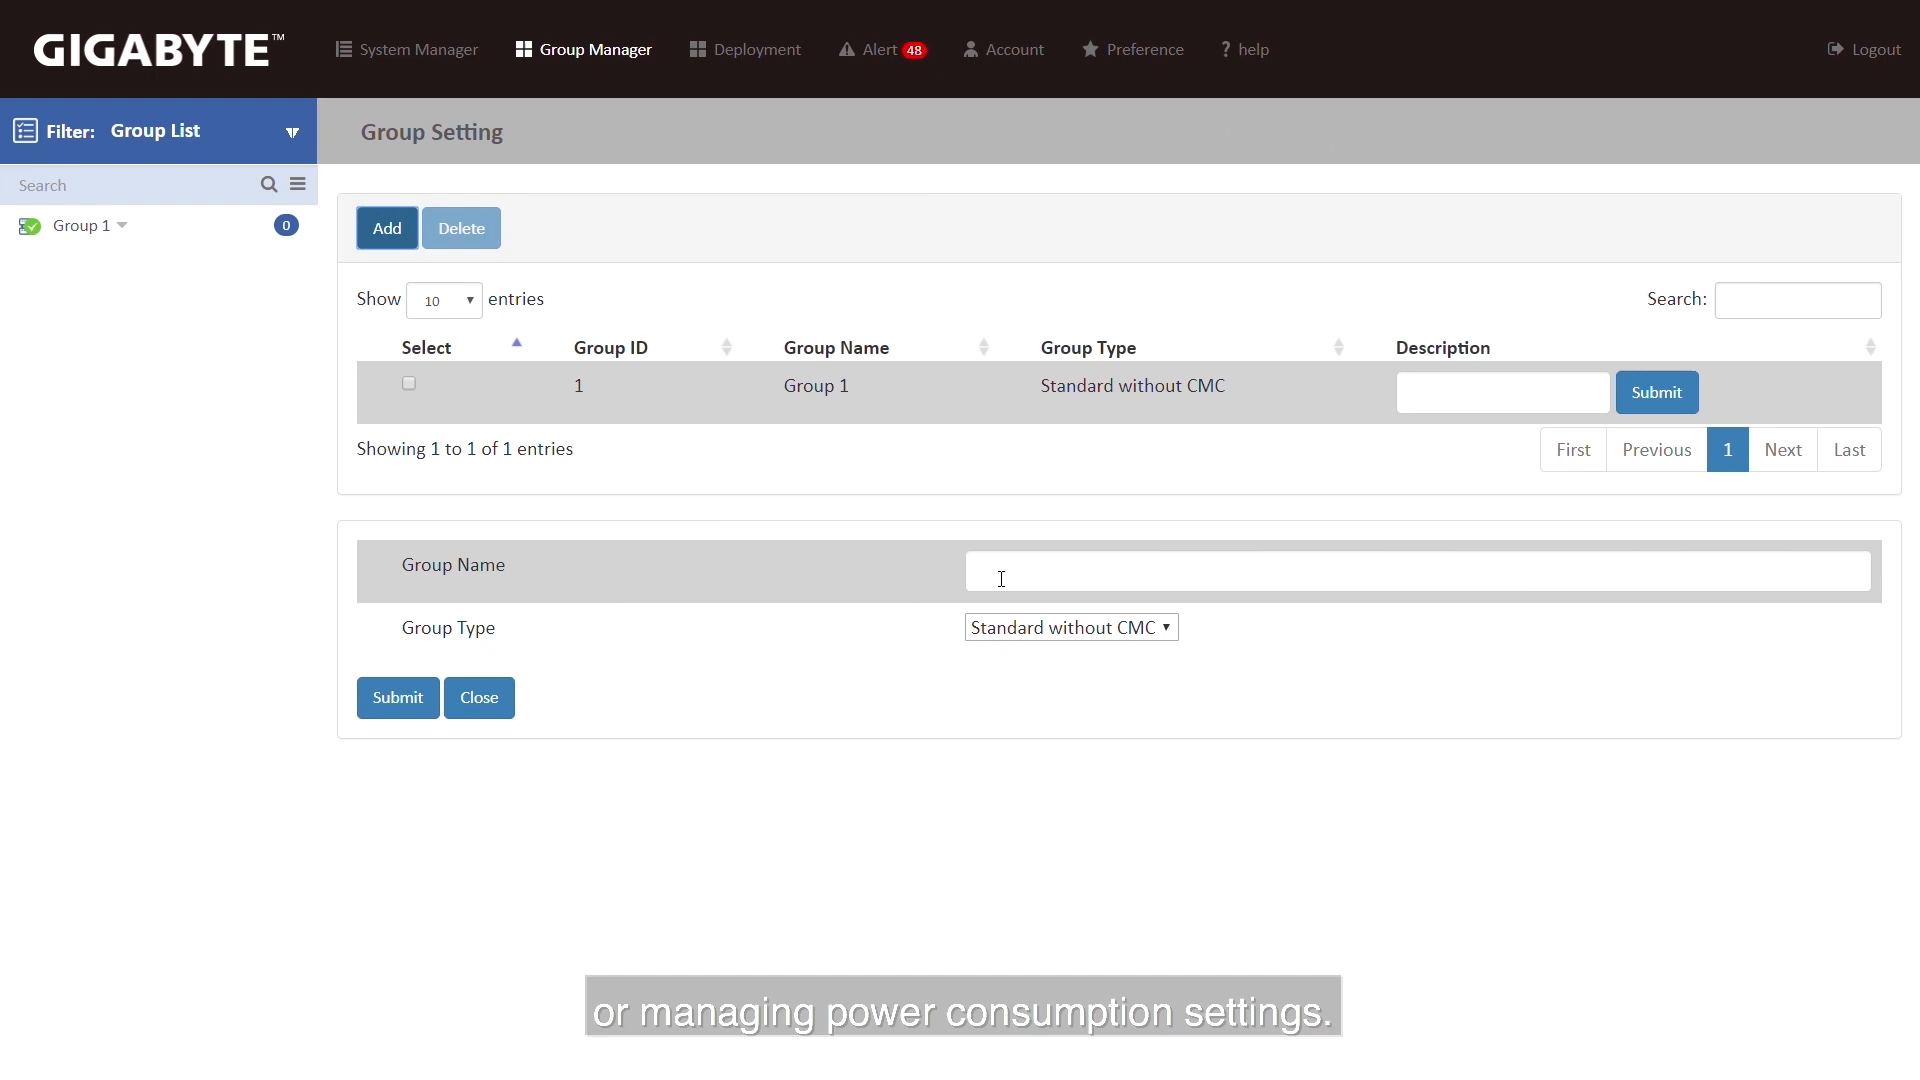 GIGABYTE™
System Manager
Group Manager
Deployment
Alert 48
Account
Preference
? help
Logout
Filter: Group List
Group Setting
Search
Group 1
0
Add
Delete
Show 10 entries
Search:
Select
Group ID
Group Name
Group Type
Description
1
Group 1
Standard without CMC
Submit
Showing 1 to 1 of 1 entries
First
Previous
1
Next
Last
Group Name
Group Type
Standard without CMC
Submit
Close
or managing power consumption settings.